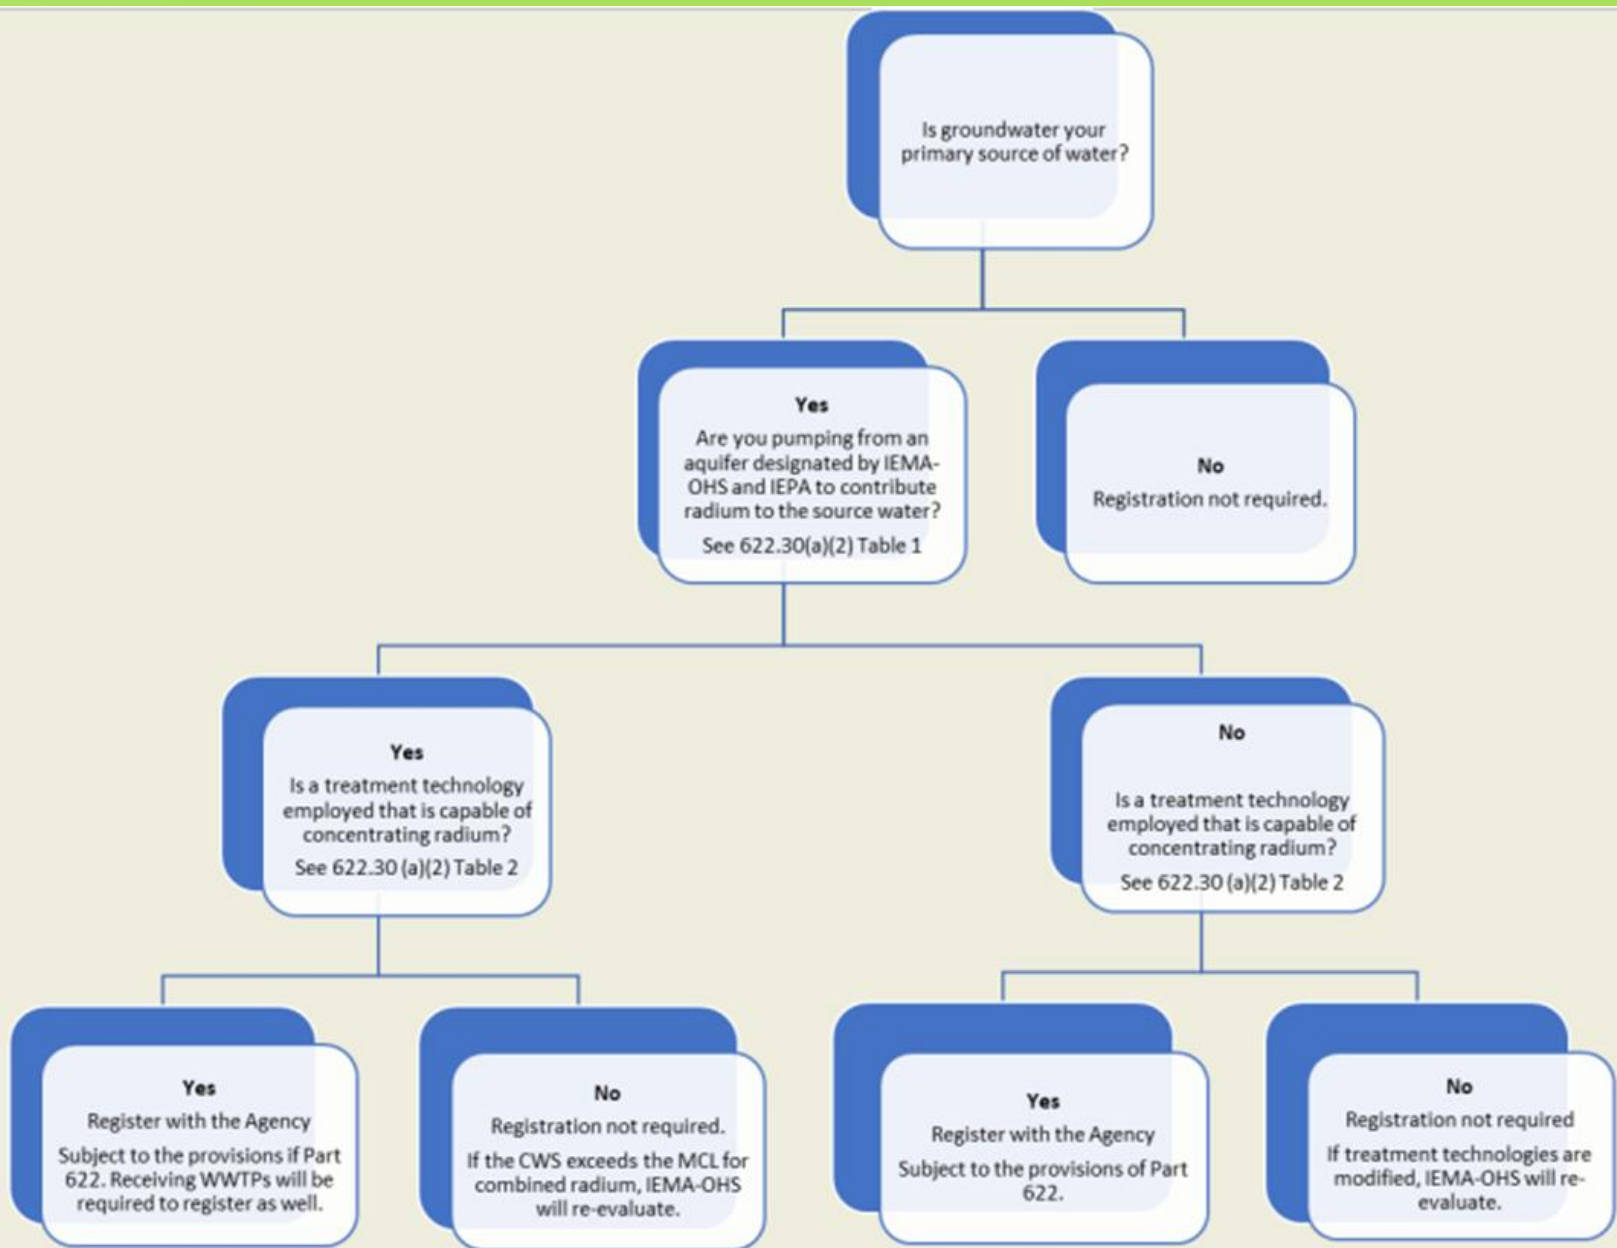 Is groundwater your
primary source of water?
Yes
Are you pumping from an
aquifer designated by IEMA-
OHS and IEPA to contribute
radium to the source water?
See 622.30(a)(2) Table 1
No
Registration not required.
Yes
Is a treatment technology
employed that is capable of
concentrating radium?
See 622.30 (a)(2) Table 2
No
Is a treatment technology
employed that is capable of
concentrating radium?
See 622.30 (a)(2) Table 2
Yes
Register with the Agency
Subject to the provisions if Part
622. Receiving WWTPs will be
required to register as well.
No
Registration not required.
If the CWS exceeds the MCL for
combined radium, IEMA-OHS
will re-evaluate.
Yes
Register with the Agency
Subject to the provisions of Part
622.
No
Registration not required
If treatment technologies are
modified, IEMA-OHS will re-
evaluate.